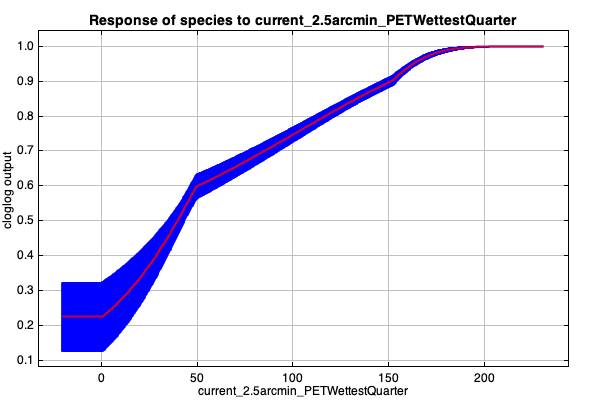 Response of species to current_2.5arcmin_PETWettestQuarter
cloglog output
1.0
0.9
0.8
0.7
0.6
0.5
0.4
0.3
0.2
0.1
0 50 100 150 200
current_2.5arcmin_PETWettestQuarter